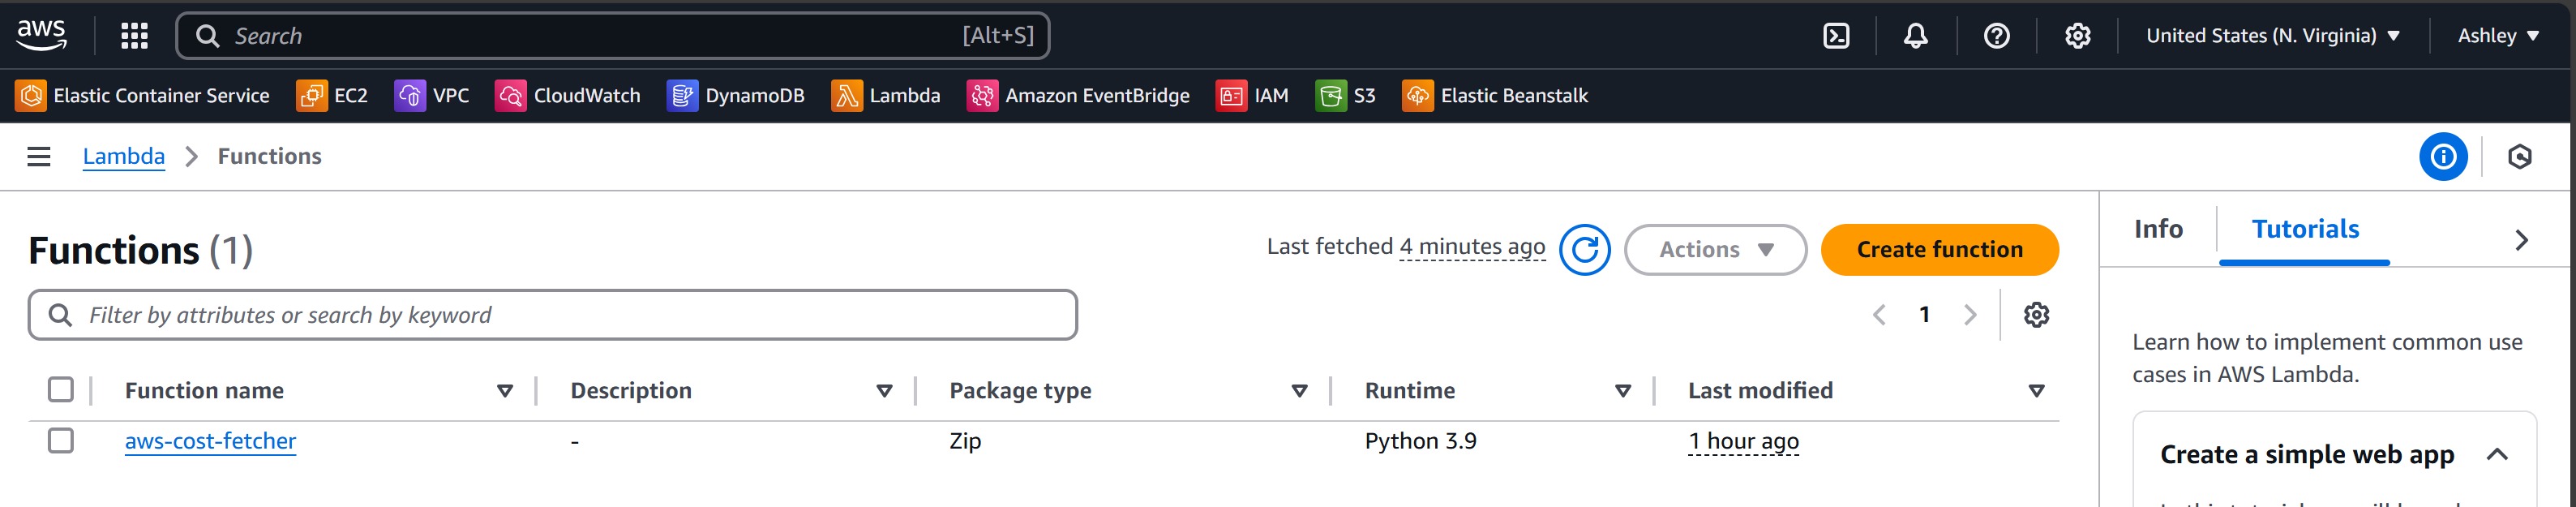 aws
Search [Alt+S] United States (N. Virginia) Ashley
Elastic Container Service EC2 VPC CloudWatch DynamoDB Lambda Amazon EventBridge IAM S3 Elastic Beanstalk
Lambda > Functions
Functions (1)
Last fetched 4 minutes ago
Actions
Create function
Filter by attributes or search by keyword
1
Function name Description Package type Runtime Last modified
aws-cost-fetcher - Zip Python 3.9 1 hour ago
Info Tutorials
Learn how to implement common use
cases in AWS Lambda.
Create a simple web app